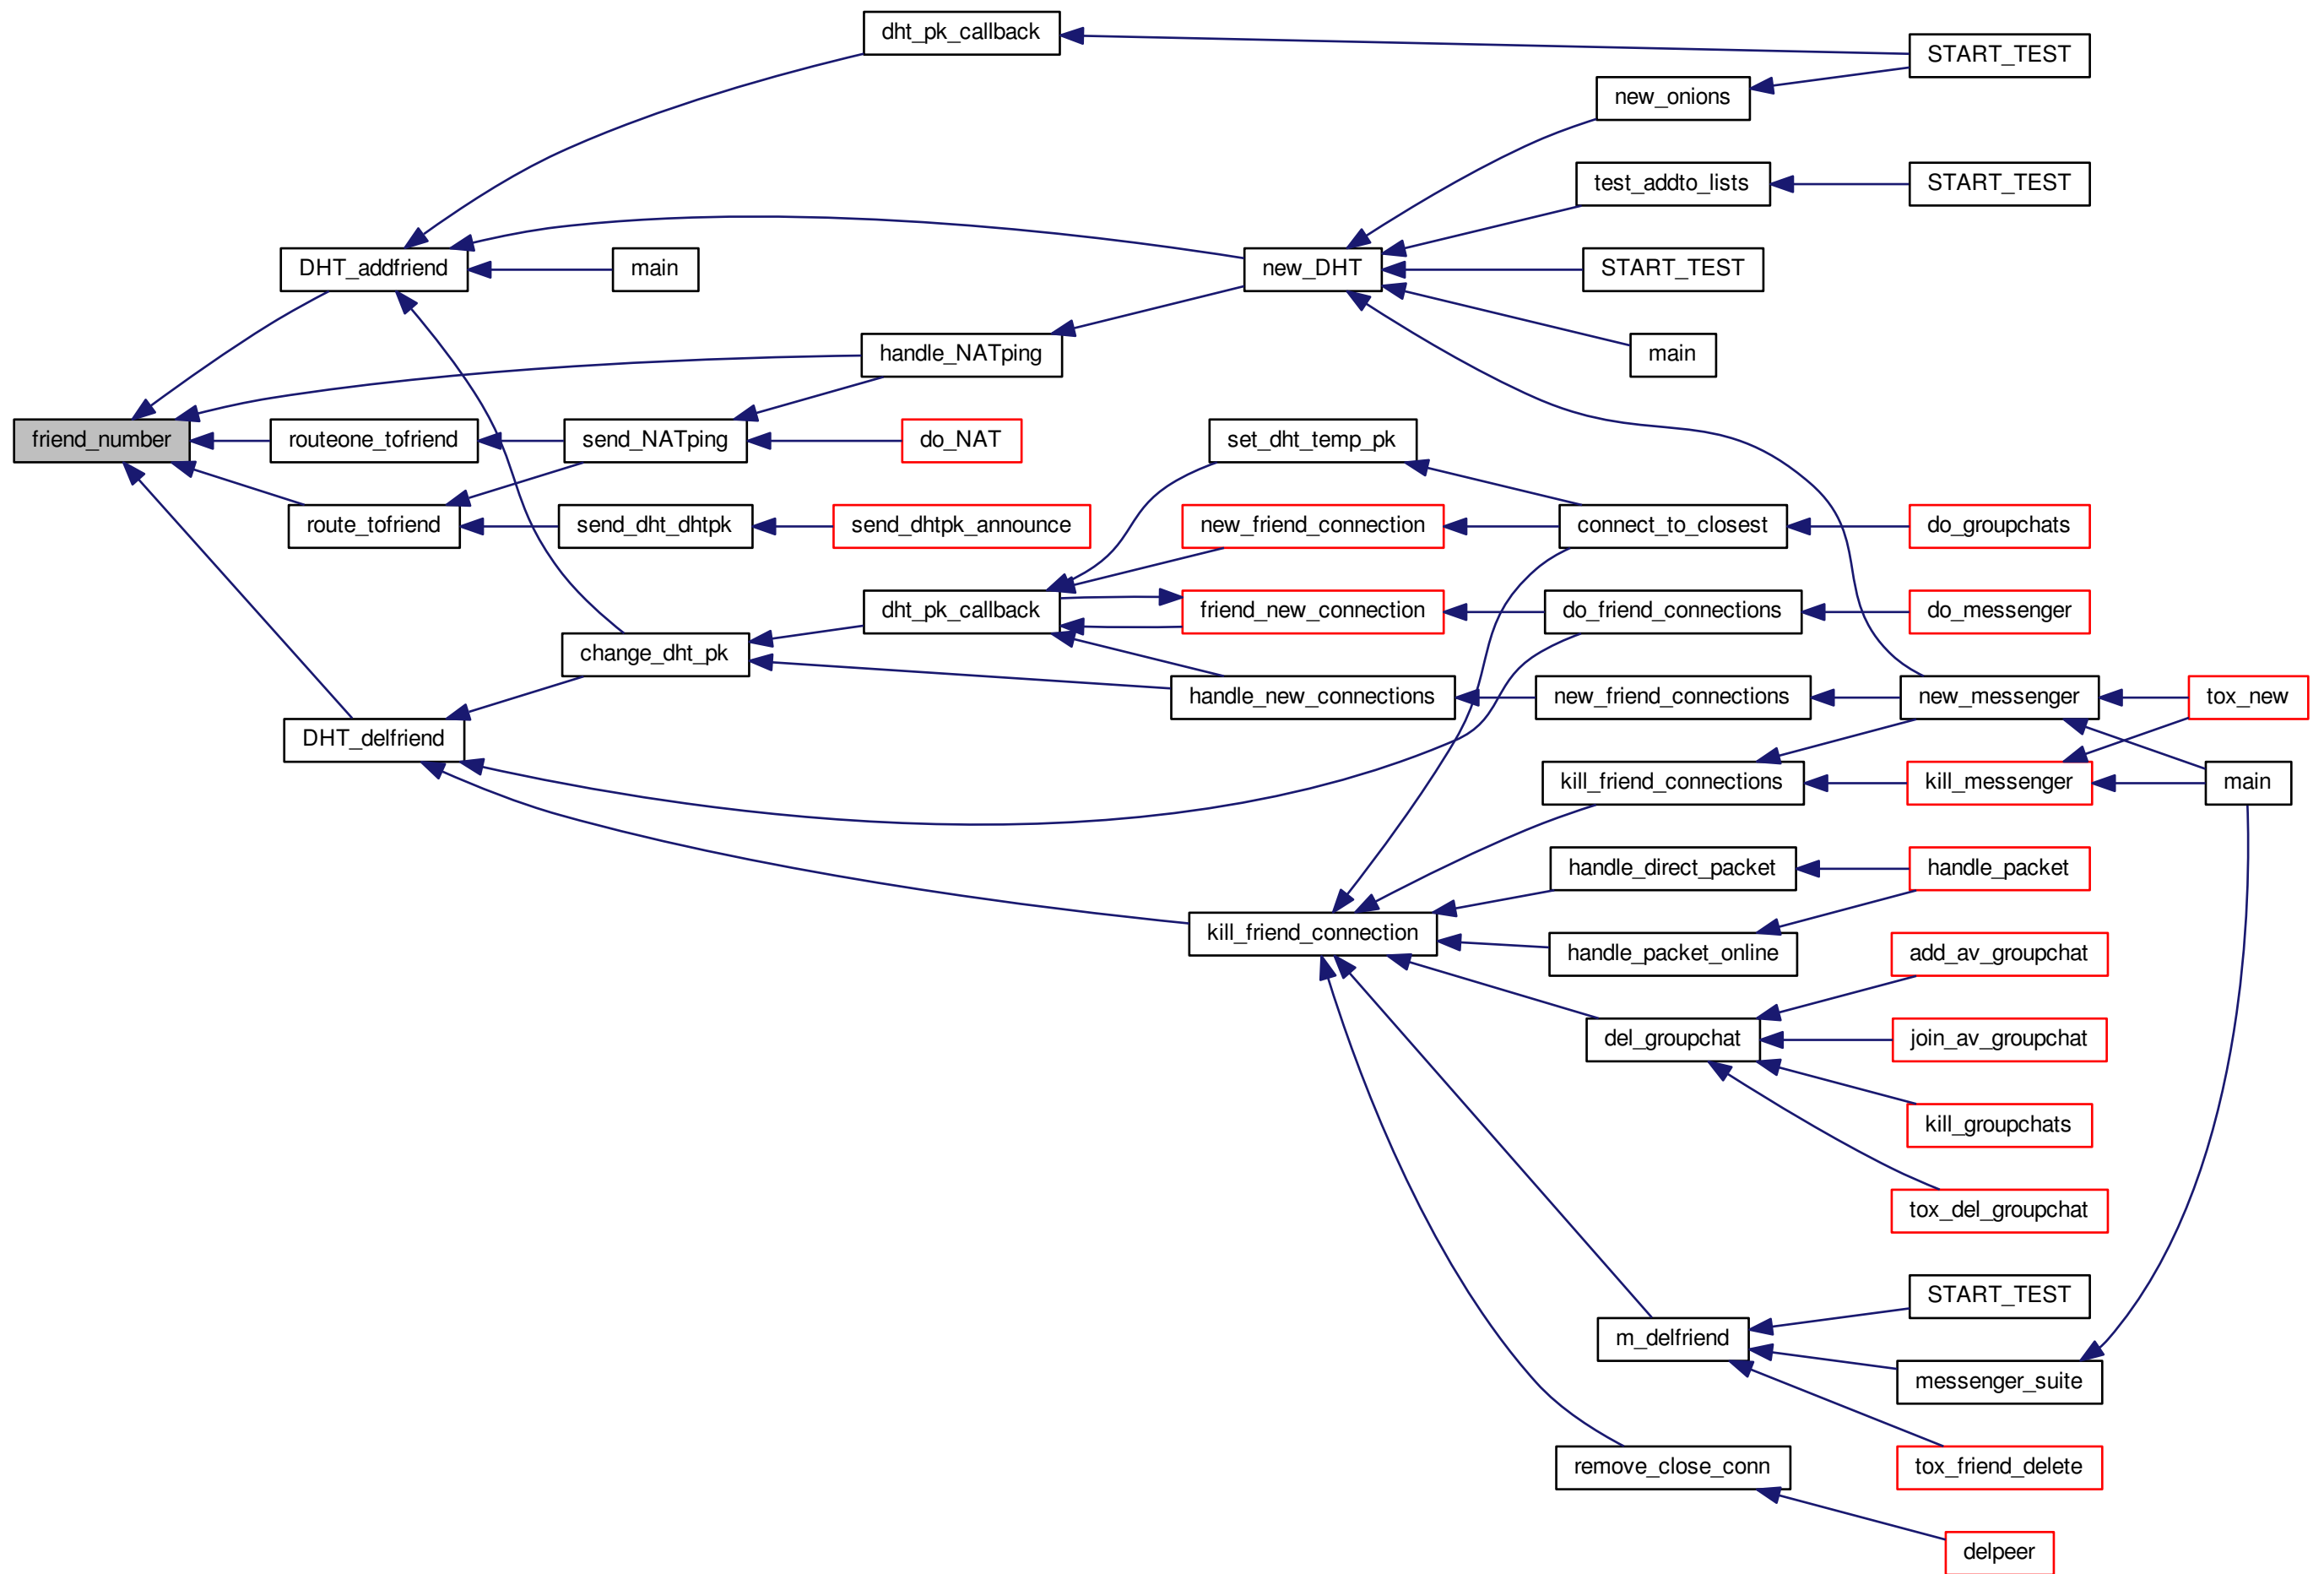 dht_pk_callback
START_TEST
new_onions
test_addto_lists
START_TEST
DHT_addfriend
main
new_DHT
START_TEST
handle_NATping
main
friend_number
routeone_tofriend
send_NATping
do_NAT
set_dht_temp_pk
route_tofriend
send_dht_dhtpk
send_dhtpk_announce
new_friend_connection
connect_to_closest
do_groupchats
dht_pk_callback
friend_new_connection
do_friend_connections
do_messenger
change_dht_pk
handle_new_connections
new_friend_connections
new_messenger
tox_new
DHT_delfriend
kill_friend_connections
kill_messenger
main
handle_direct_packet
handle_packet
kill_friend_connection
handle_packet_online
add_av_groupchat
del_groupchat
join_av_groupchat
kill_groupchats
tox_del_groupchat
START_TEST
m_delfriend
messenger_suite
remove_close_conn
tox_friend_delete
delpeer